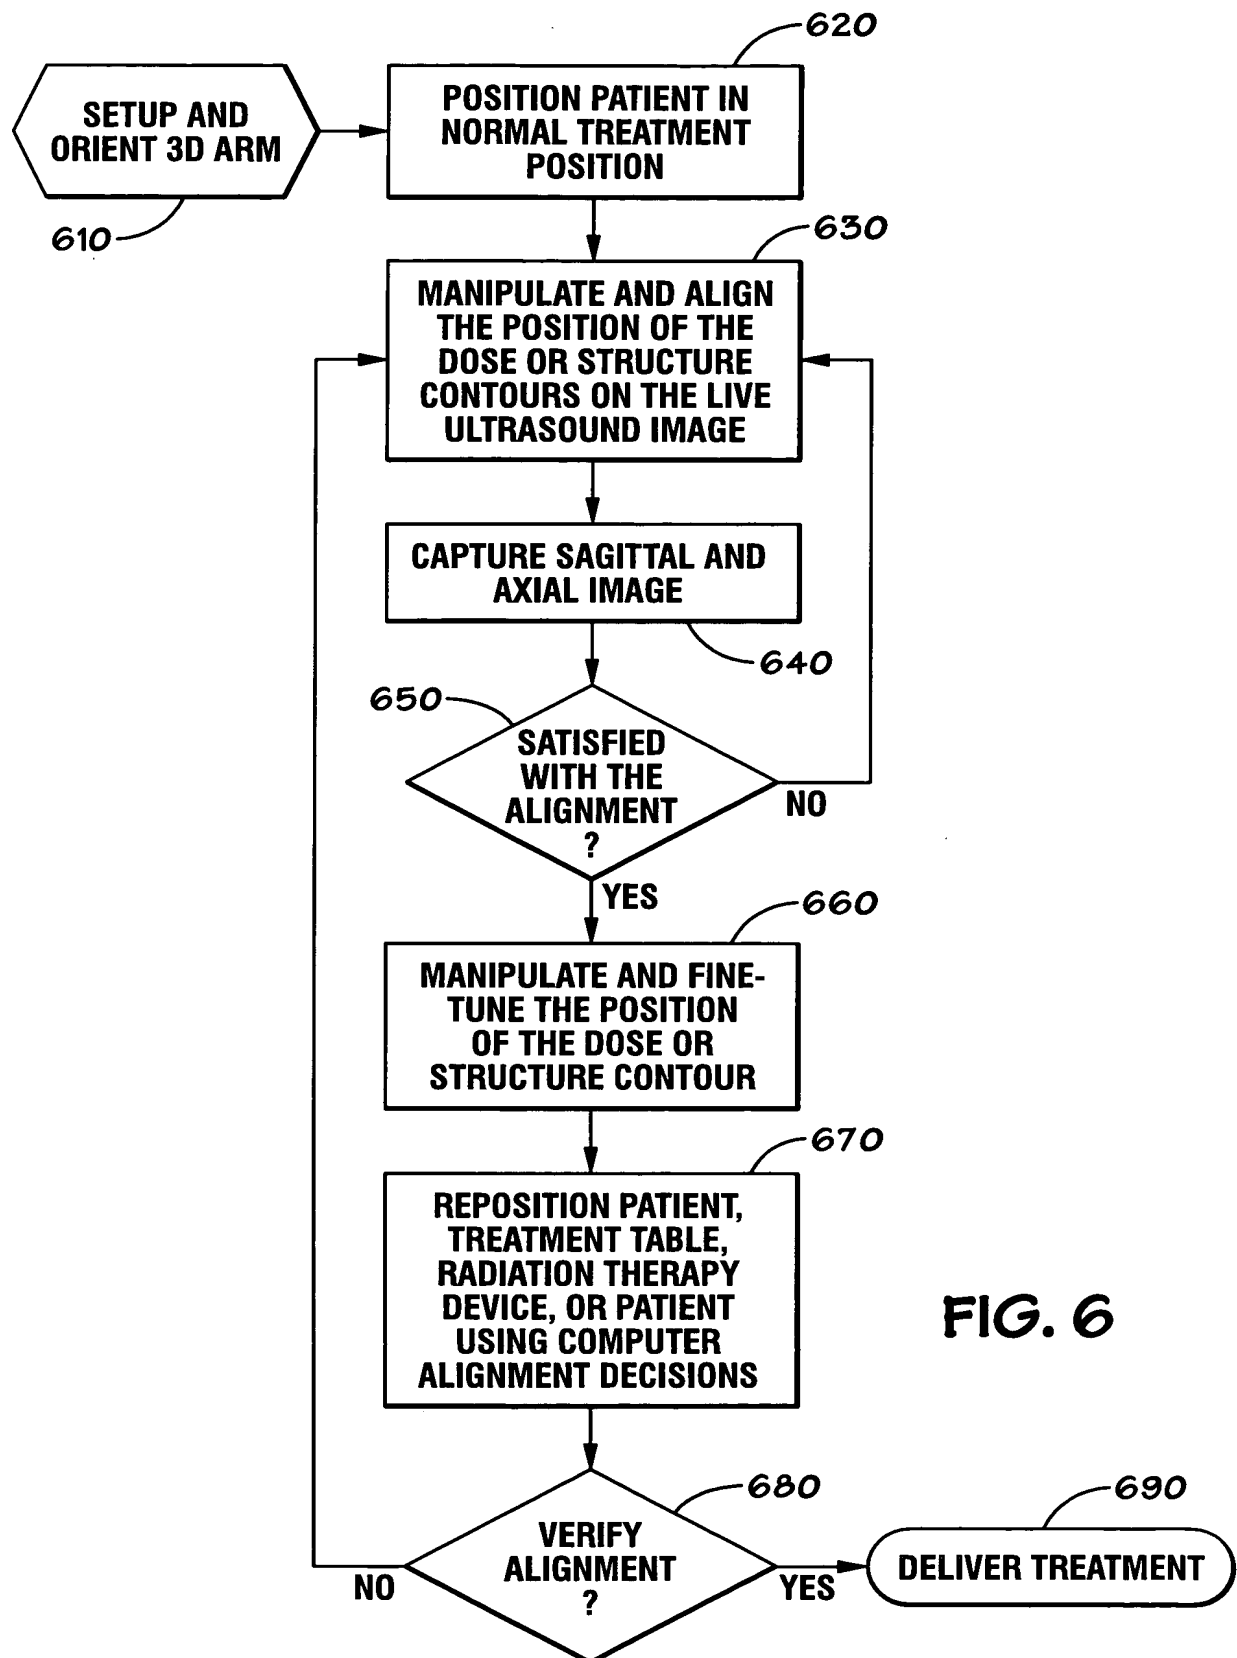 620
SETUP AND
ORIENT 3D ARM
610
POSITION PATIENT IN
NORMAL TREATMENT
POSITION
630
MANIPULATE AND ALIGN
THE POSITION OF THE
DOSE OR STRUCTURE
CONTOURS ON THE LIVE
ULTRASOUND IMAGE
CAPTURE SAGITTAL AND
AXIAL IMAGE
640
650
SATISFIED
WITH THE
ALIGNMENT
?
NO
YES
660
MANIPULATE AND FINE-
TUNE THE POSITION
OF THE DOSE OR
STRUCTURE CONTOUR
670
REPOSITION PATIENT,
TREATMENT TABLE,
RADIATION THERAPY
DEVICE, OR PATIENT
USING COMPUTER
ALIGNMENT DECISIONS
FIG. 6
680
VERIFY
ALIGNMENT
?
NO
YES
690
DELIVER TREATMENT